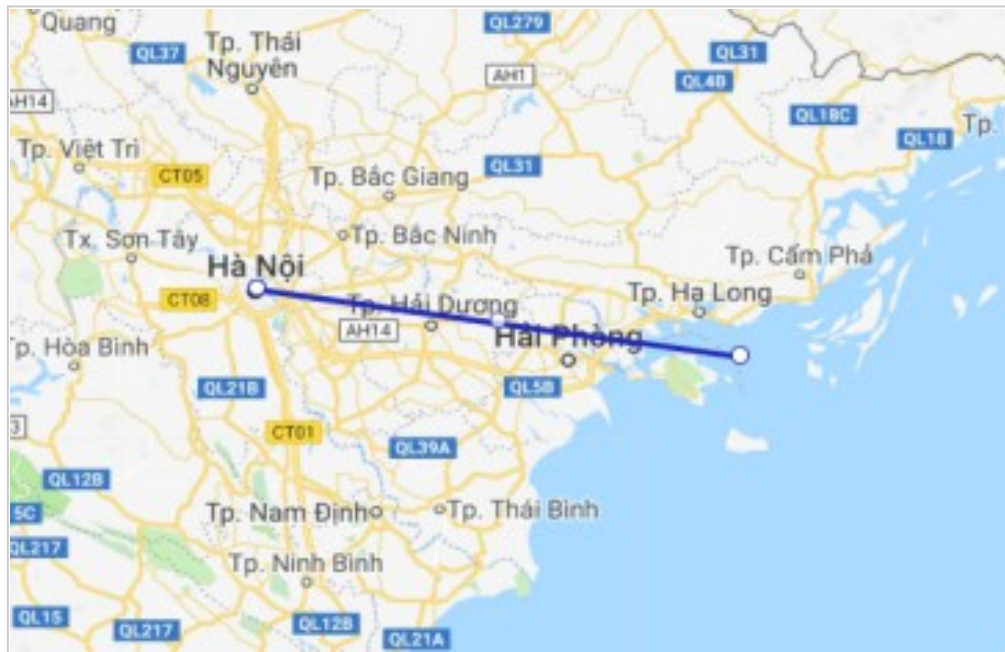 Quang
QL279
QL37
Tp. Thái
Nguyên
QL31
AH1
QL4B
AH14
QL18C
QL18
Tp.
Tp. Việt Trì
CT05
QL31
Tp. Bắc Giang
Tx. Sơn Tây
Tp. Bắc Ninh
Tp. Cẩm Phả
Hà Nội
CT08
Tp. Hạ Long
Tp. Hải Dương
AH14
Hải Phòng
Tp. Hòa Bình
QL21B
QL5B
CT01
QL39A
QL12B
5C
Tp. Nam Định
Tp. Thái Bình
QL217
Tp. Ninh Bình
QL15
QL217
QL12B
QL21A